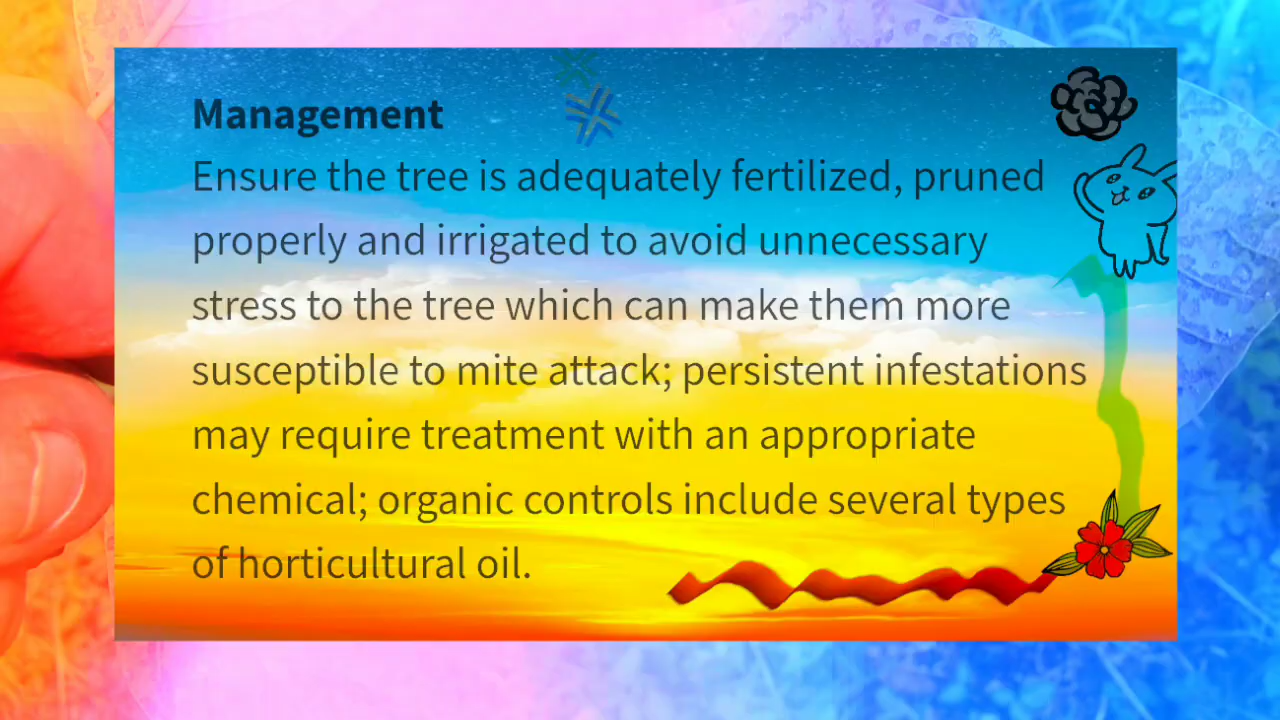 Management
Ensure the tree is adequately fertilized, pruned
properly and irrigated to avoid unnecessary
stress to the tree which can make them more
susceptible to mite attack; persistent infestations
may require treatment with an appropriate
chemical; organic controls include several types
of horticultural oil.